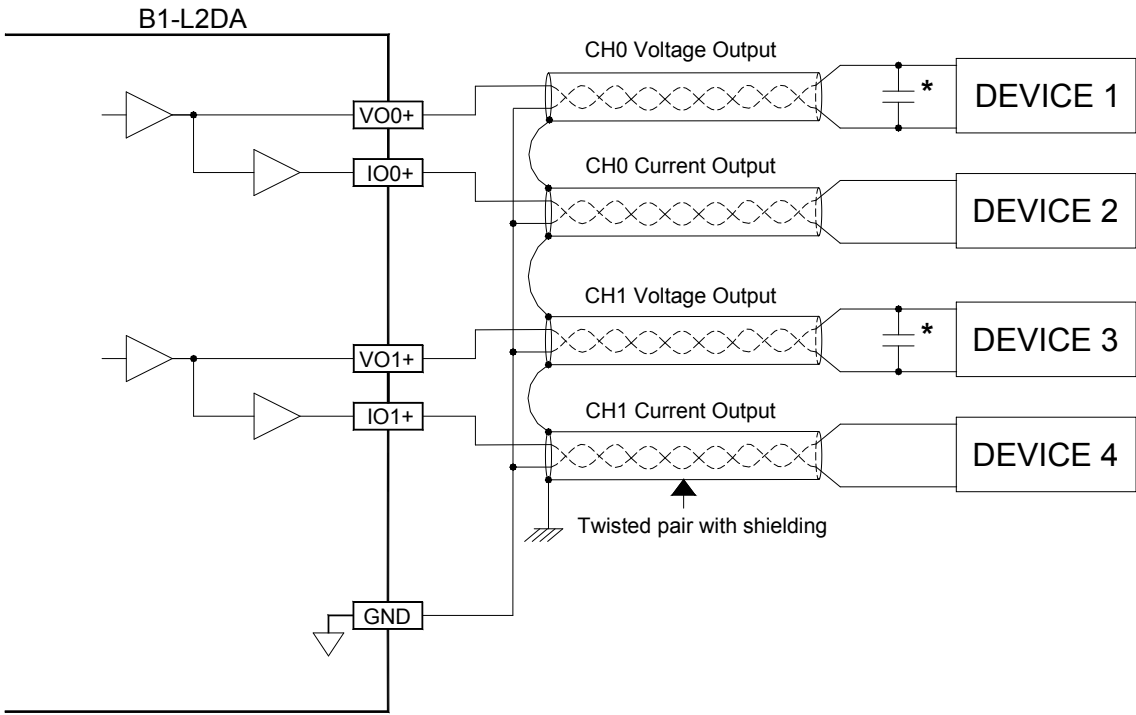 B1-L2DA
CH0 Voltage Output
VO0+
*
DEVICE 1
CH0 Current Output
IO0+
DEVICE 2
CH1 Voltage Output
VO1+
*
DEVICE 3
CH1 Current Output
IO1+
DEVICE 4
Twisted pair with shielding
GND